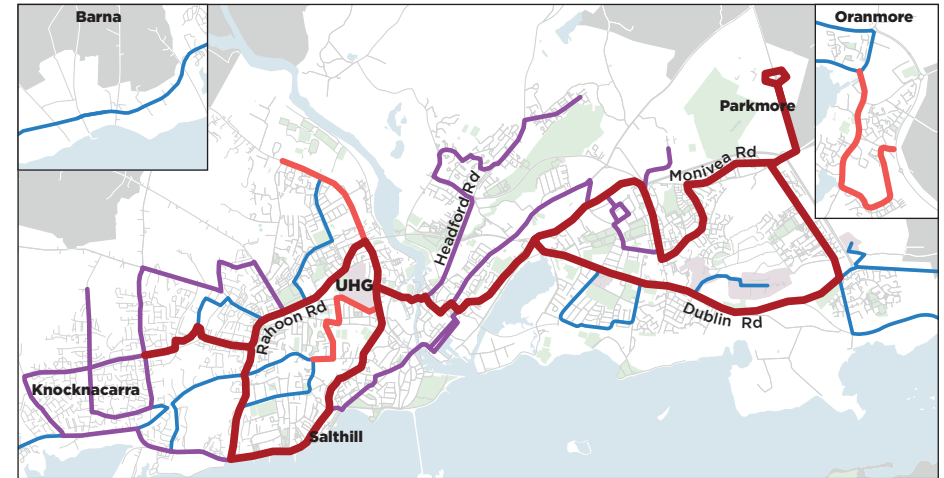 Barna
Oranmore
Parkmore
Monivea Rd
Headford Rd
UHG
Rahoon Rd
Dublin Rd
Knocknacarra
Salthill